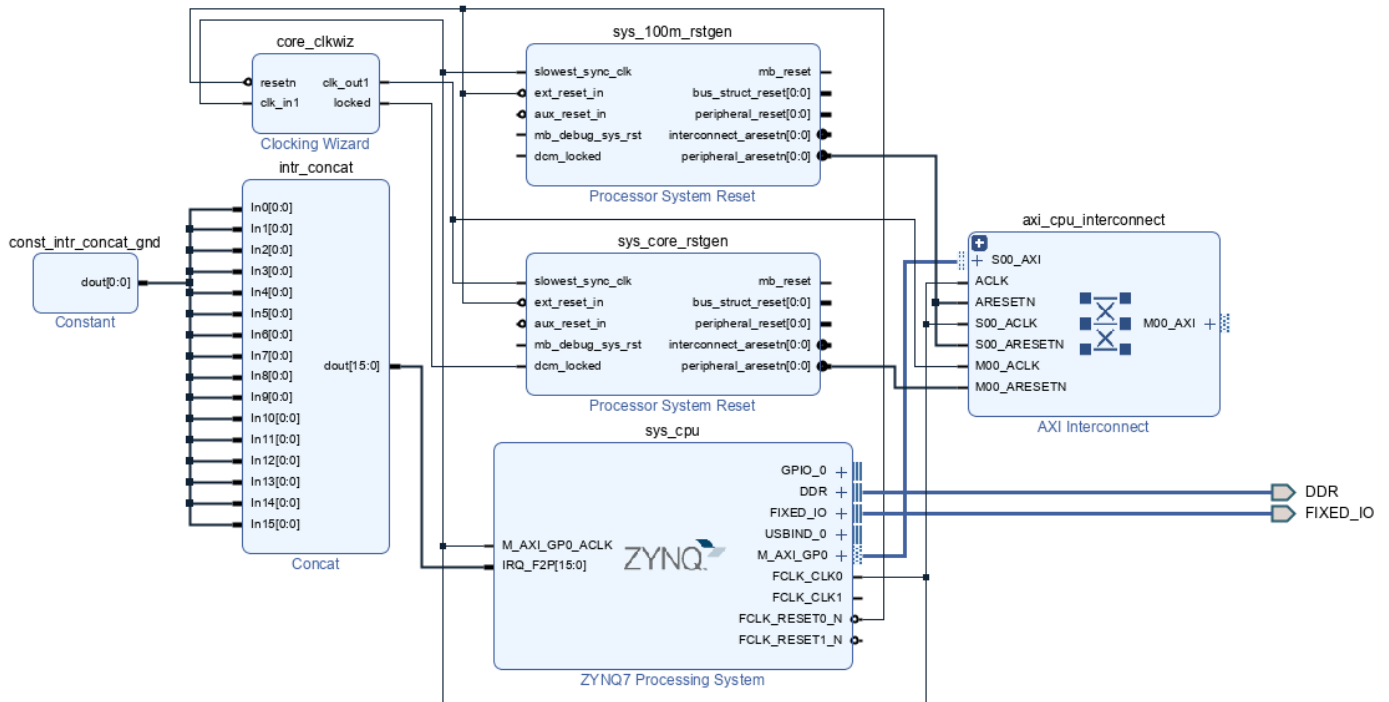 core_clkwiz
resetn
clk_in1
clk_out1
locked
Clocking Wizard
sys_100m_rstgen
slowest_sync_clk
ext_reset_in
aux_reset_in
mb_debug_sys_rst
dcm_locked
mb_reset
bus_struct_reset[0:0]
peripheral_reset[0:0]
interconnect_aresetn[0:0]
peripheral_aresetn[0:0]
Processor System Reset
const_intr_concat_gnd
dout[0:0]
Constant
intr_concat
In0[0:0]
In1[0:0]
In2[0:0]
In3[0:0]
In4[0:0]
In5[0:0]
In6[0:0]
In7[0:0]
In8[0:0]
In9[0:0]
In10[0:0]
In11[0:0]
In12[0:0]
In13[0:0]
In14[0:0]
In15[0:0]
dout[15:0]
Concat
sys_core_rstgen
slowest_sync_clk
ext_reset_in
aux_reset_in
mb_debug_sys_rst
dcm_locked
mb_reset
bus_struct_reset[0:0]
peripheral_reset[0:0]
interconnect_aresetn[0:0]
peripheral_aresetn[0:0]
Processor System Reset
axi_cpu_interconnect
S00_AXI
ACLK
ARESETN
S00_ACLK
S00_ARESETN
M00_ACLK
M00_ARESETN
M00_AXI
AXI Interconnect
sys_cpu
M_AXI_GP0_ACLK
IRQ_F2P[15:0]
ZYNQ
GPIO_0
DDR
FIXED_IO
USBIND_0
M_AXI_GP0
FCLK_CLK0
FCLK_CLK1
FCLK_RESET0_N
FCLK_RESET1_N
ZYNQ7 Processing System
DDR
FIXED_IO